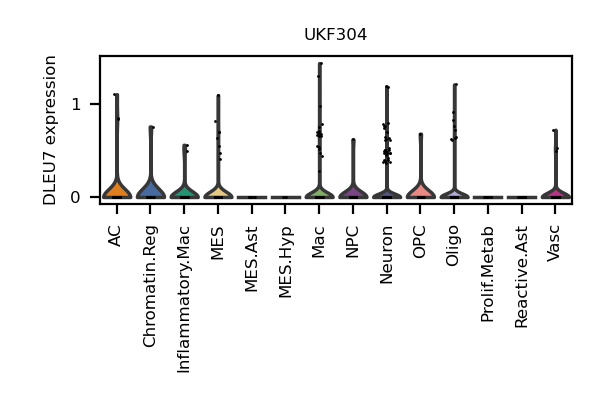 UKF304
DLEU7 expression
1
0
AC
Chromatin.Reg
Inflammatory.Mac
MES
MES.Ast
MES.Hyp
Mac
NPC
Neuron
OPC
Oligo
Prolif.Metab
Reactive.Ast
Vasc